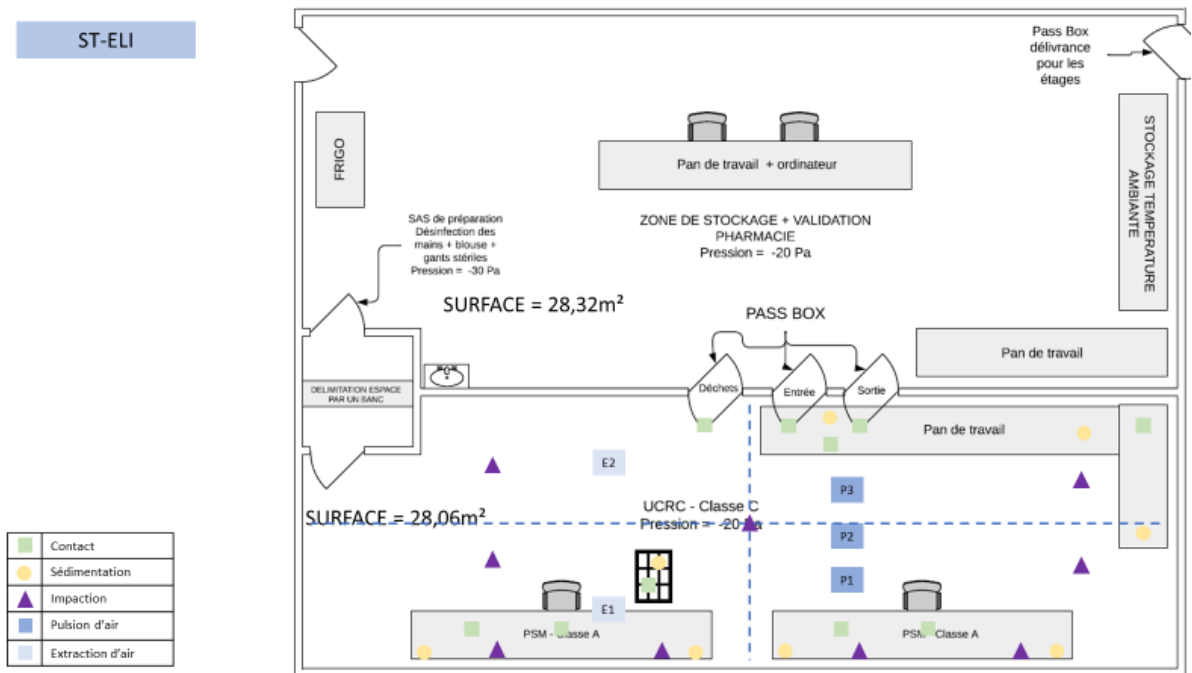 ST-ELI
Pass Box
délivrance
pour les
étages
FRIGO
Pan de travail + ordinateur
STOCKAGE TEMPERATURE
AMBIANTE
SAS de préparation
Désinfection des
mains + blouse +
gants stériles
Pression = -30 Pa
ZONE DE STOCKAGE + VALIDATION
PHARMACIE
Pression = -20 Pa
SURFACE = 28,32m²
PASS BOX
Pan de travail
DELIMITATION ESPACE
PAR UN BANC
Déchets
Entrée
Sortie
Pan de travail
E2
P3
UCRC - Classe C
Pression = -20 Pa
SURFACE = 28,06m²
P2
P1
E1
PSM - Classe A
PSM - Classe A
Contact
Sédimentation
Impaction
Pulsion d'air
Extraction d'air